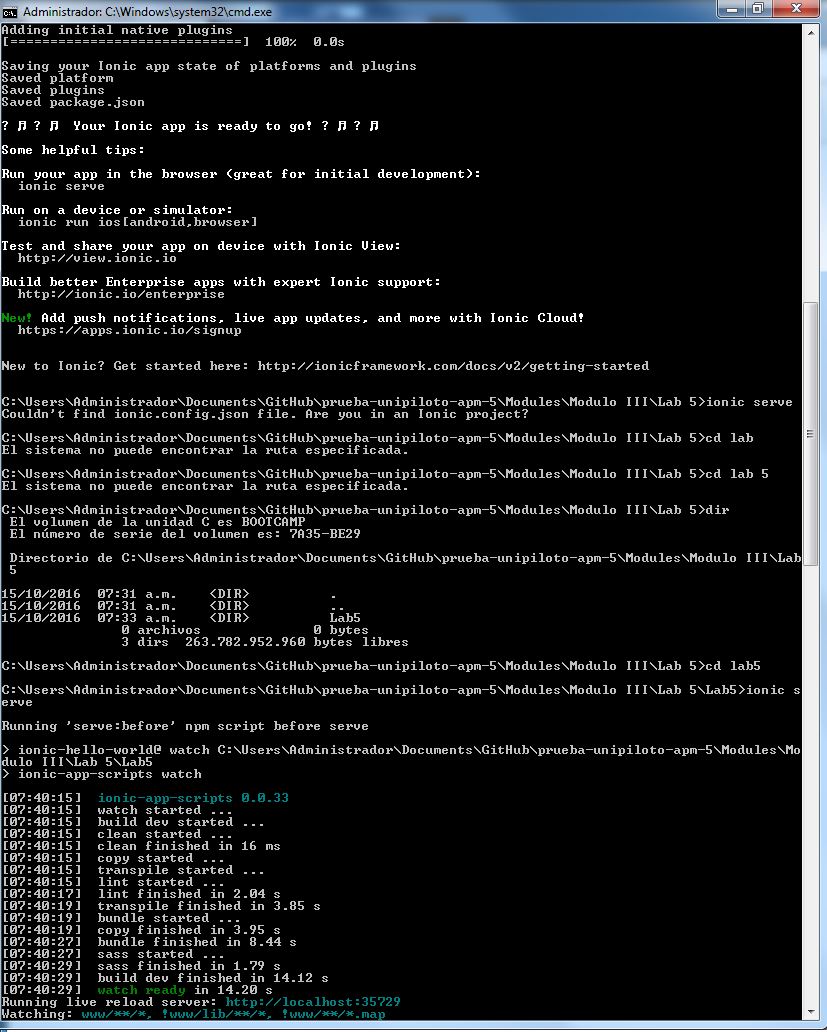 Administrador: C:\Windows\system32\cmd.exe
Adding initial native plugins
[=============================]  100%  0.0s
Saving your Ionic app state of platforms and plugins
Saved platform
Saved plugins
Saved package.json
? ♫ ? ♫  Your Ionic app is ready to go! ? ♫ ? ♫
Some helpful tips:
Run your app in the browser (great for initial development):
  ionic serve
Run on a device or simulator:
  ionic run ios[android,browser]
Test and share your app on device with Ionic View:
  http://view.ionic.io
Build better Enterprise apps with expert Ionic support:
  http://ionic.io/enterprise
New! Add push notifications, live app updates, and more with Ionic Cloud!
  https://apps.ionic.io/signup
New to Ionic? Get started here: http://ionicframework.com/docs/v2/getting-started
C:\Users\Administrador\Documents\GitHub\prueba-unipiloto-apm-5\Modules\Modulo III\Lab 5>ionic serve
Couldn't find ionic.config.json file. Are you in an Ionic project?
C:\Users\Administrador\Documents\GitHub\prueba-unipiloto-apm-5\Modules\Modulo III\Lab 5>cd lab
El sistema no puede encontrar la ruta especificada.
C:\Users\Administrador\Documents\GitHub\prueba-unipiloto-apm-5\Modules\Modulo III\Lab 5>cd lab 5
El sistema no puede encontrar la ruta especificada.
C:\Users\Administrador\Documents\GitHub\prueba-unipiloto-apm-5\Modules\Modulo III\Lab 5>dir
 El volumen de la unidad C es BOOTCAMP
 El número de serie del volumen es: 7A35-BE29
 Directorio de C:\Users\Administrador\Documents\GitHub\prueba-unipiloto-apm-5\Modules\Modulo III\Lab
 5
15/10/2016  07:31 a.m.    <DIR>          .
15/10/2016  07:31 a.m.    <DIR>          ..
15/10/2016  07:33 a.m.    <DIR>          Lab5
               0 archivos              0 bytes
               3 dirs  263.782.952.960 bytes libres
C:\Users\Administrador\Documents\GitHub\prueba-unipiloto-apm-5\Modules\Modulo III\Lab 5>cd lab5
C:\Users\Administrador\Documents\GitHub\prueba-unipiloto-apm-5\Modules\Modulo III\Lab 5\Lab5>ionic s
erve
Running 'serve:before' npm script before serve
> ionic-hello-world@ watch C:\Users\Administrador\Documents\GitHub\prueba-unipiloto-apm-5\Modules\Mo
dulo III\Lab 5\Lab5
> ionic-app-scripts watch
[07:40:15]  ionic-app-scripts 0.0.33
[07:40:15]  watch started ...
[07:40:15]  build dev started ...
[07:40:15]  clean started ...
[07:40:15]  clean finished in 16 ms
[07:40:15]  copy started ...
[07:40:15]  transpile started ...
[07:40:15]  lint started ...
[07:40:17]  lint finished in 2.04 s
[07:40:19]  transpile finished in 3.85 s
[07:40:19]  bundle started ...
[07:40:19]  copy finished in 3.95 s
[07:40:27]  bundle finished in 8.44 s
[07:40:27]  sass started ...
[07:40:29]  sass finished in 1.79 s
[07:40:29]  build dev finished in 14.12 s
[07:40:29]  watch ready in 14.20 s
Running live reload server: http://localhost:35729
Watching: www/**/*, !www/lib/**/*, !www/**/*.map